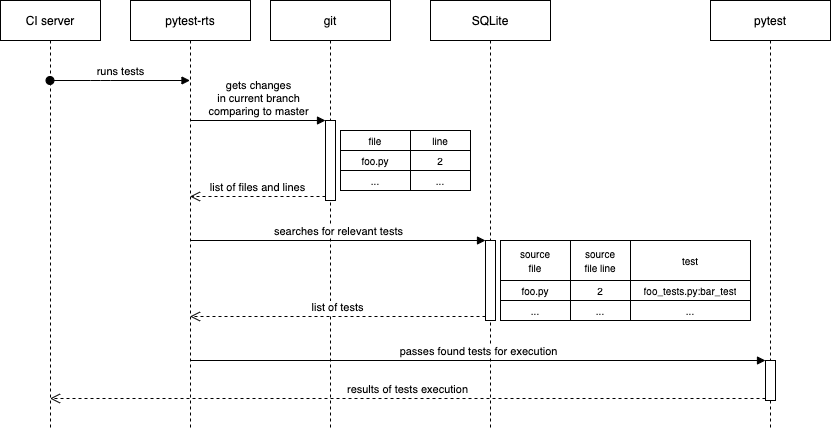 CI server
pytest-rts
git
SQLite
pytest
runs tests
gets changes
in current branch
comparing to master
file line
foo.py 2
... ...
list of files and lines
searches for relevant tests
source source test
file file line
foo.py 2 foo_tests.py:bar_test
... ... ...
list of tests
passes found tests for execution
results of tests execution